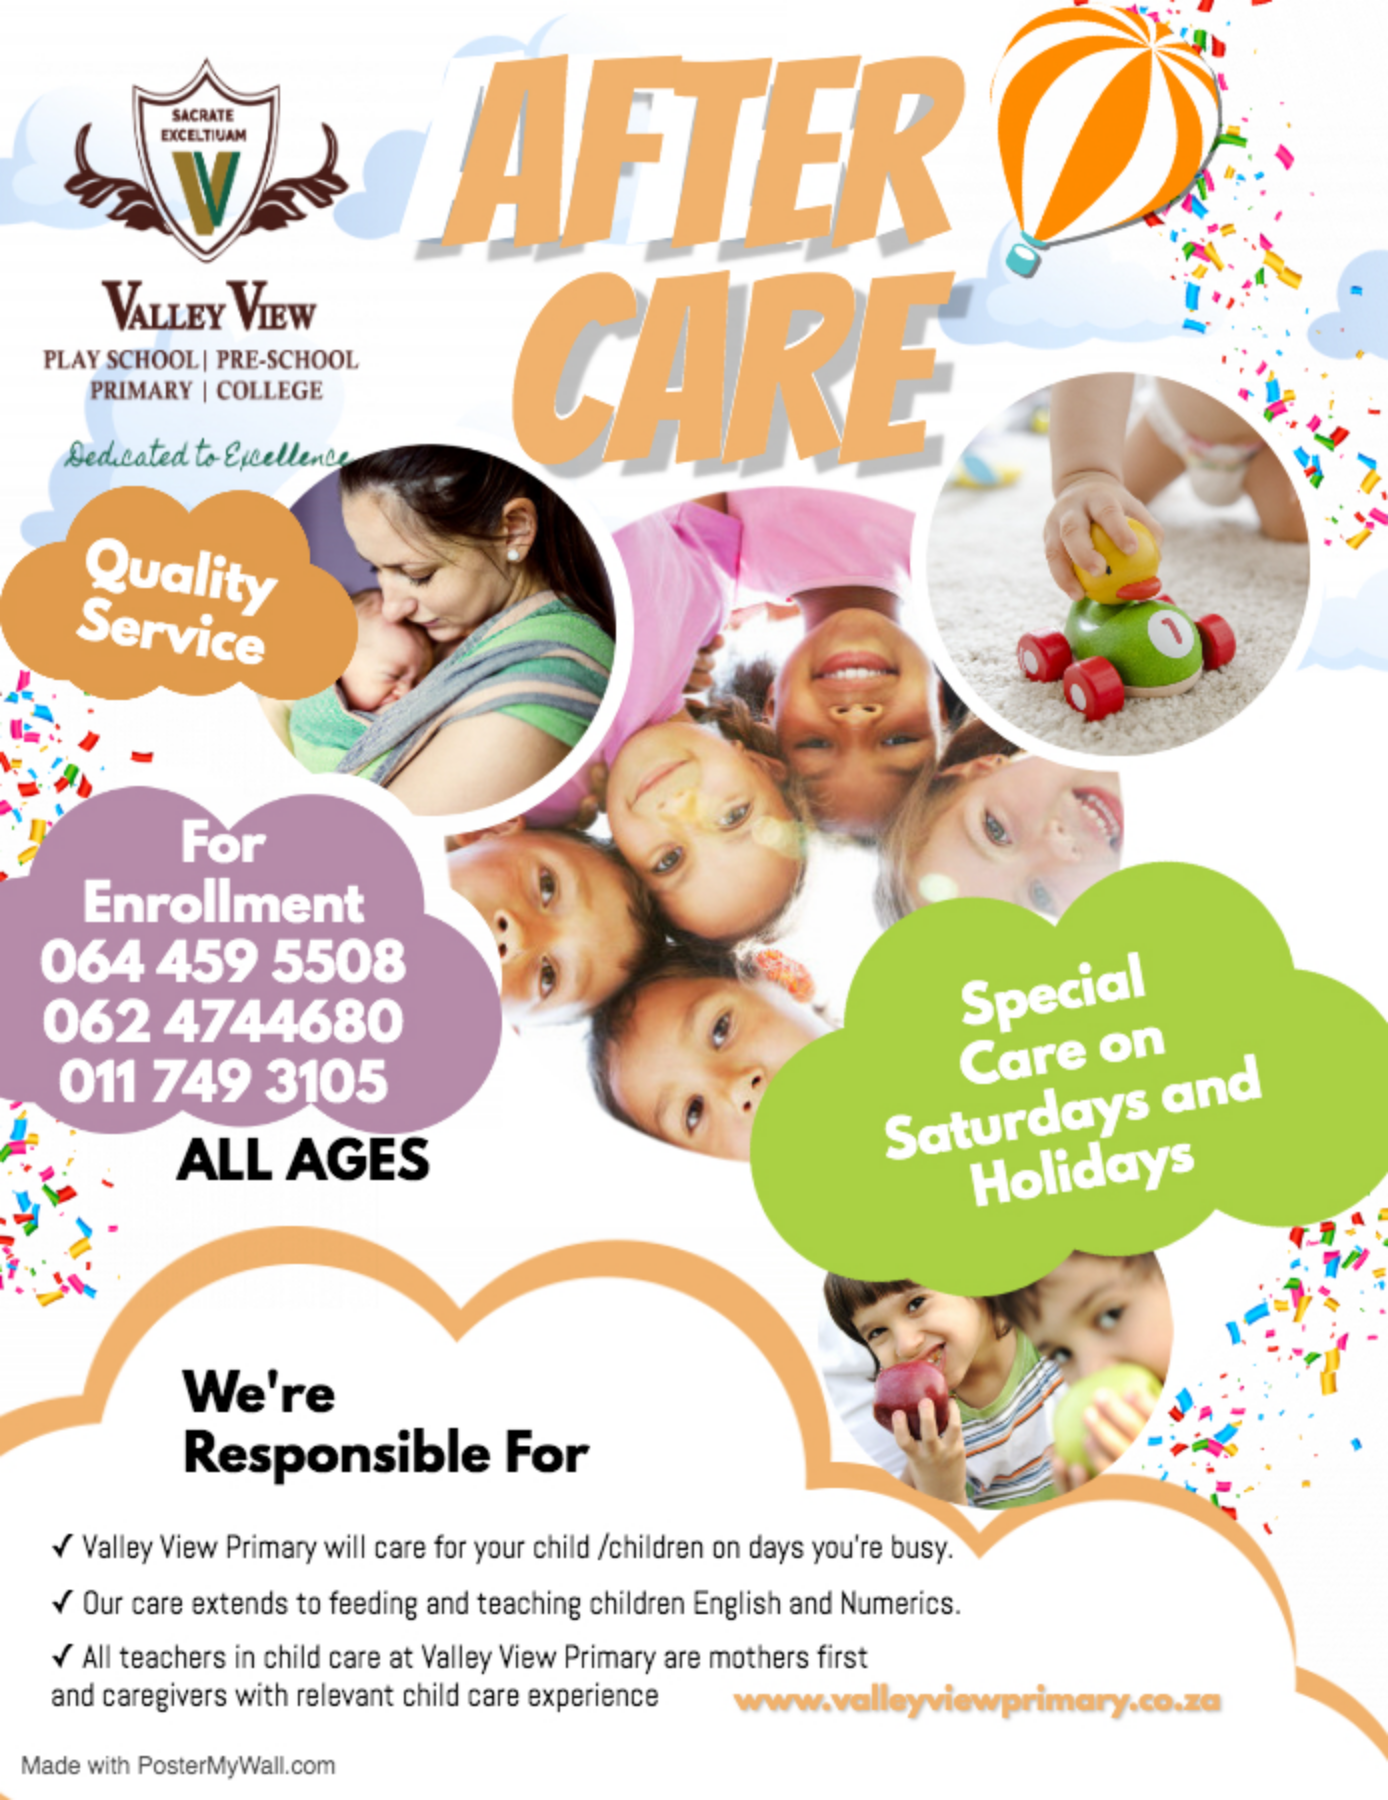 SACRATE
EXCELTIUAM
V
VALLEY VIEW
PLAY SCHOOL| PRE-SCHOOL
PRIMARY | COLLEGE
Dedicated to Excellence
AFTER
CARE
Quality
Service
1
For
Enrollment
064 459 5508
062 4744680
011 749 3105
ALL AGES
Special
Care on
Saturdays and
Holidays
We're
Responsible For
✓ Valley View Primary will care for your child /children on days you're busy.
✓ Our care extends to feeding and teaching children English and Numerics.
✓ All teachers in child care at Valley View Primary are mothers first
and caregivers with relevant child care experience
www.valleyviewprimary.co.za
Made with PosterMyWall.com